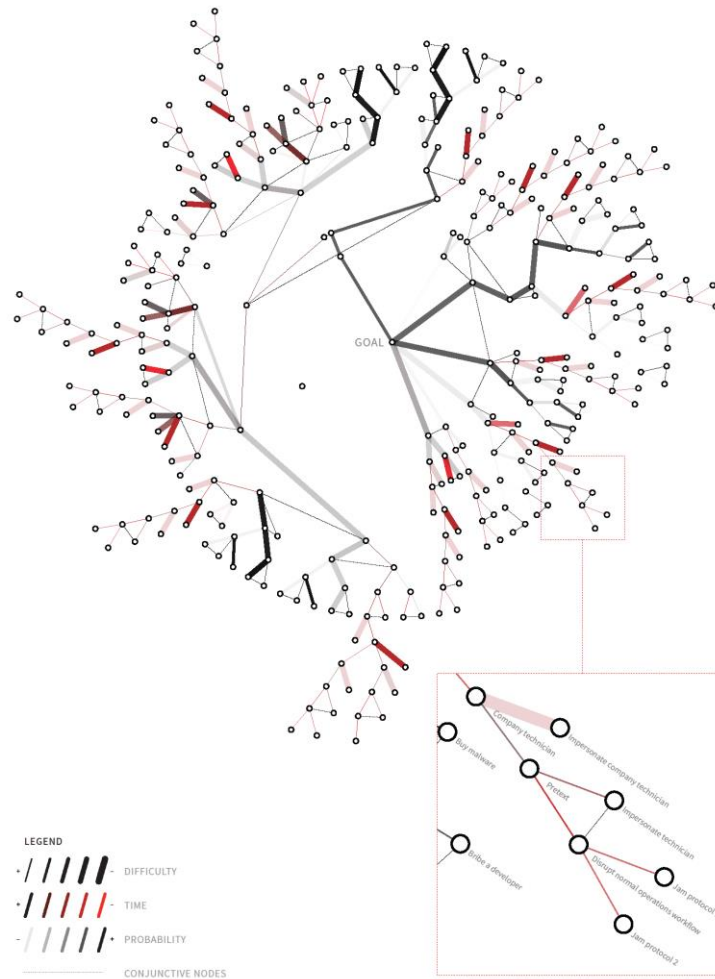 GOAL
Company technician
Impersonate company technician
Buy malware
Pretext
Impersonate technician
Bribe a developer
Disrupt normal operations workflow
Jam protocol
Jam protocol 2
LEGEND
+ - DIFFICULTY
+ - TIME
- + PROBABILITY
CONJUNCTIVE NODES